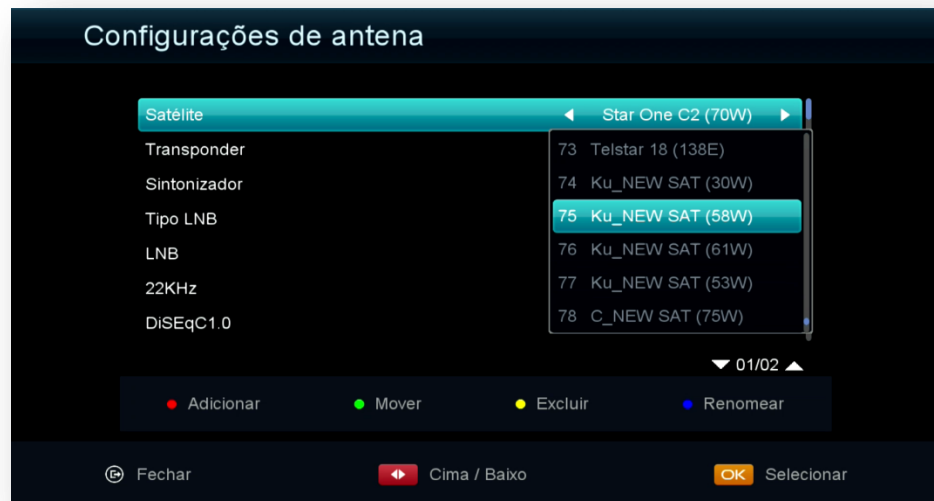 Configurações de antena
Satélite Star One C2 (70W)
Transponder 73 Telstar 18 (138E)
Sintonizador 74 Ku_NEW SAT (30W)
Tipo LNB 75 Ku_NEW SAT (58W)
LNB 76 Ku_NEW SAT (61W)
22KHz 77 Ku_NEW SAT (53W)
DiSEqC1.0 78 C_NEW SAT (75W)
01/02
Adicionar Mover Excluir Renomear
Fechar Cima / Baixo OK Selecionar